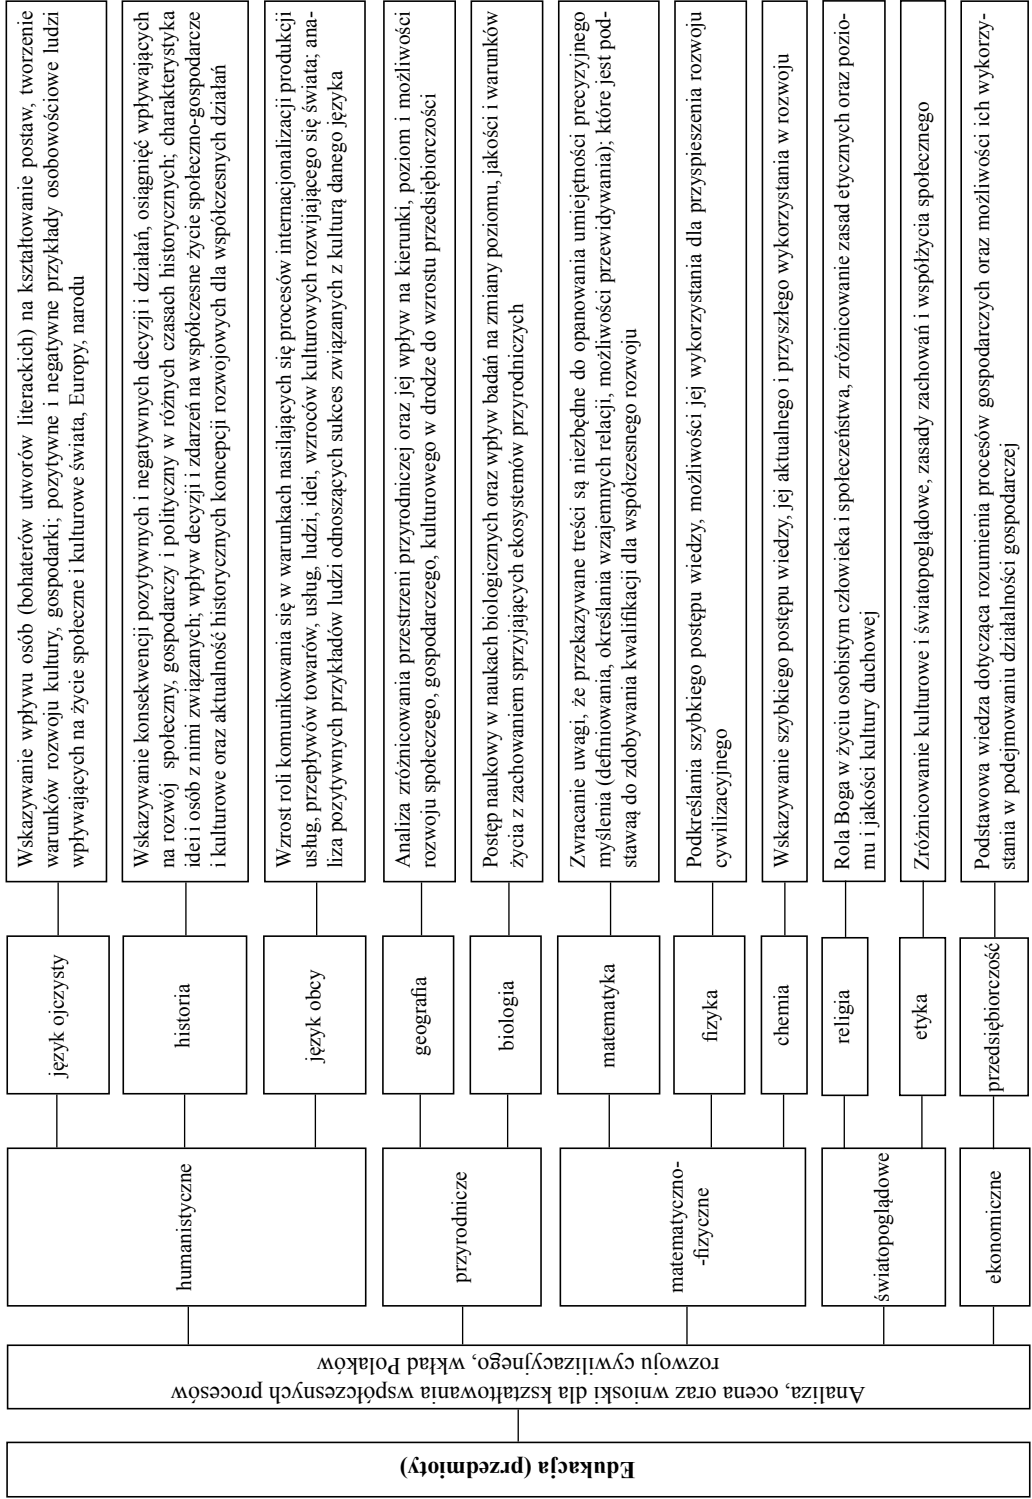 Edukacja (przedmioty)
Analiza, ocena oraz wnioski dla kształtowania współczesnych procesów
rozwoju cywilizacyjnego, wkład Polaków
humanistyczne
język ojczysty
Wskazywanie wpływu osób (bohaterów utworów literackich) na kształtowanie postaw, tworzenie
warunków rozwoju kultury, gospodarki; pozytywne i negatywne przykłady osobowościowe ludzi
wpływających na życie społeczne i kulturowe świata, Europy, narodu
historia
Wskazywanie konsekwencji pozytywnych i negatywnych decyzji i działań, osiągnięć wpływających
na rozwój społeczny, gospodarczy i polityczny w różnych czasach historycznych; charakterystyka
idei i osób z nimi związanych; wpływ decyzji i zdarzeń na współczesne życie społeczno-gospodarcze
i kulturowe oraz aktualność historycznych koncepcji rozwojowych dla współczesnych działań
język obcy
Wzrost roli komunikowania się w warunkach nasilających się procesów internacjonalizacji produkcji
usług, przepływów towarów, usług, ludzi, idei, wzroców kulturowych rozwijającego się świata; ana-
liza pozytywnych przykładów ludzi odnoszących sukces związanych z kulturą danego języka
przyrodnicze
geografia
Analiza zróżnicowania przestrzeni przyrodniczej oraz jej wpływ na kierunki, poziom i możliwości
rozwoju społeczego, gospodarczego, kulturowego w drodze do wzrostu przedsiębiorczości
biologia
Postęp naukowy w naukach biologicznych oraz wpływ badań na zmiany poziomu, jakości i warunków
życia z zachowaniem sprzyjających ekosystemów przyrodniczych
matematyczno-
-fizyczne
matematyka
Zwracanie uwagi, że przekazywane treści są niezbędne do opanowania umiejętności precyzyjnego
myślenia (definiowania, określania wzajemnych relacji, możliwości przewidywania); które jest pod-
stawaą do zdobywania kwalifikacji dla współczesnego rozwoju
fizyka
Podkreślania szybkiego postępu wiedzy, możliwości jej wykorzystania dla przyspieszenia rozwoju
cywilizacyjnego
chemia
Wskazywanie szybkiego postępu wiedzy, jej aktualnego i przyszłego wykorzystania w rozwoju
światopoglądowe
religia
Rola Boga w życiu osobistym człowieka i społeczeństwa, zróżnicowanie zasad etycznych oraz pozio-
mu i jakości kultury duchowej
etyka
Zróżnicowanie kulturowe i światopoglądowe, zasady zachowań i współżycia społecznego
ekonomiczne
przedsiębiorczość
Podstawowa wiedza dotycząca rozumienia procesów gospodarczych oraz możliwości ich wykorzy-
stania w podejmowaniu działalności gospodarczej